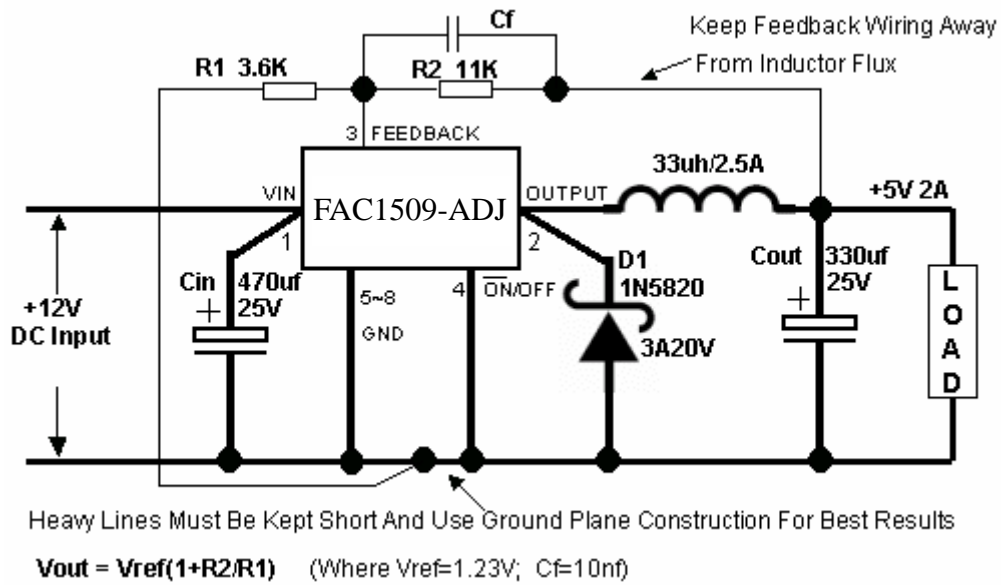 Cf
Keep Feedback Wiring Away
From Inductor Flux
R1 3.6K
R2 11K
3 FEEDBACK
33uh/2.5A
VIN
FAC1509-ADJ
OUTPUT
+5V 2A
1
2
Cin
470uf
25V
+
5~8
GND
4
ON/OFF
D1
1N5820
3A20V
Cout
330uf
25V
+
LOAD
+12V
DC Input
Heavy Lines Must Be Kept Short And Use Ground Plane Construction For Best Results
Vout = Vref(1+R2/R1) (Where Vref=1.23V; Cf=10nf)